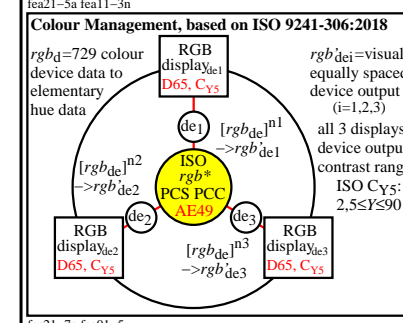 fea21-5a fea11-3n
Colour Management, based on ISO 9241-306:2018
rgbd=729 colour
device data to
elementary
hue data
RGB
displayde1
D65, CY5
rgb'dei=visual
equally spaced
device output
(i=1,2,3)
all 3 displays
device outpu
contrast rang
ISO CY5:
2,5≤Y≤90
de1
[rgbde]n1
->rgb'de1
[rgbde]n2
->rgb'de2
ISO
rgb*
PCS PCC
AE49
de2
de3
RGB
displayde2
D65, CY5
[rgbde]n3
->rgb'de3
RGB
displayde3
D65, CY5